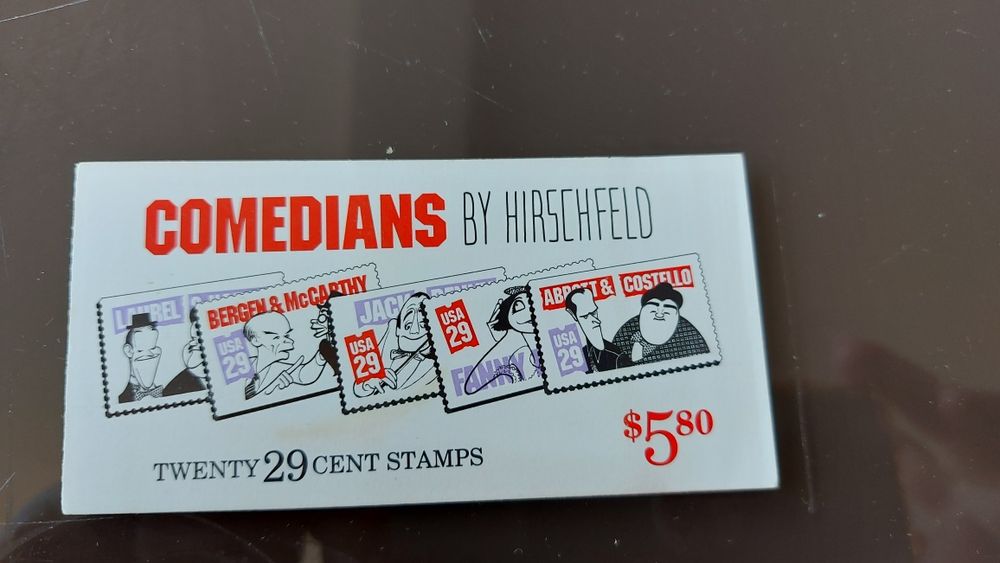 COMEDIANS BY HIRSCHFELD
LAUREL
BERGEN & McCARTHY
JACK
FANNY
ABBOTT & COSTELLO
USA
29
USA
29
USA
29
USA
29
TWENTY 29 CENT STAMPS
$5.80